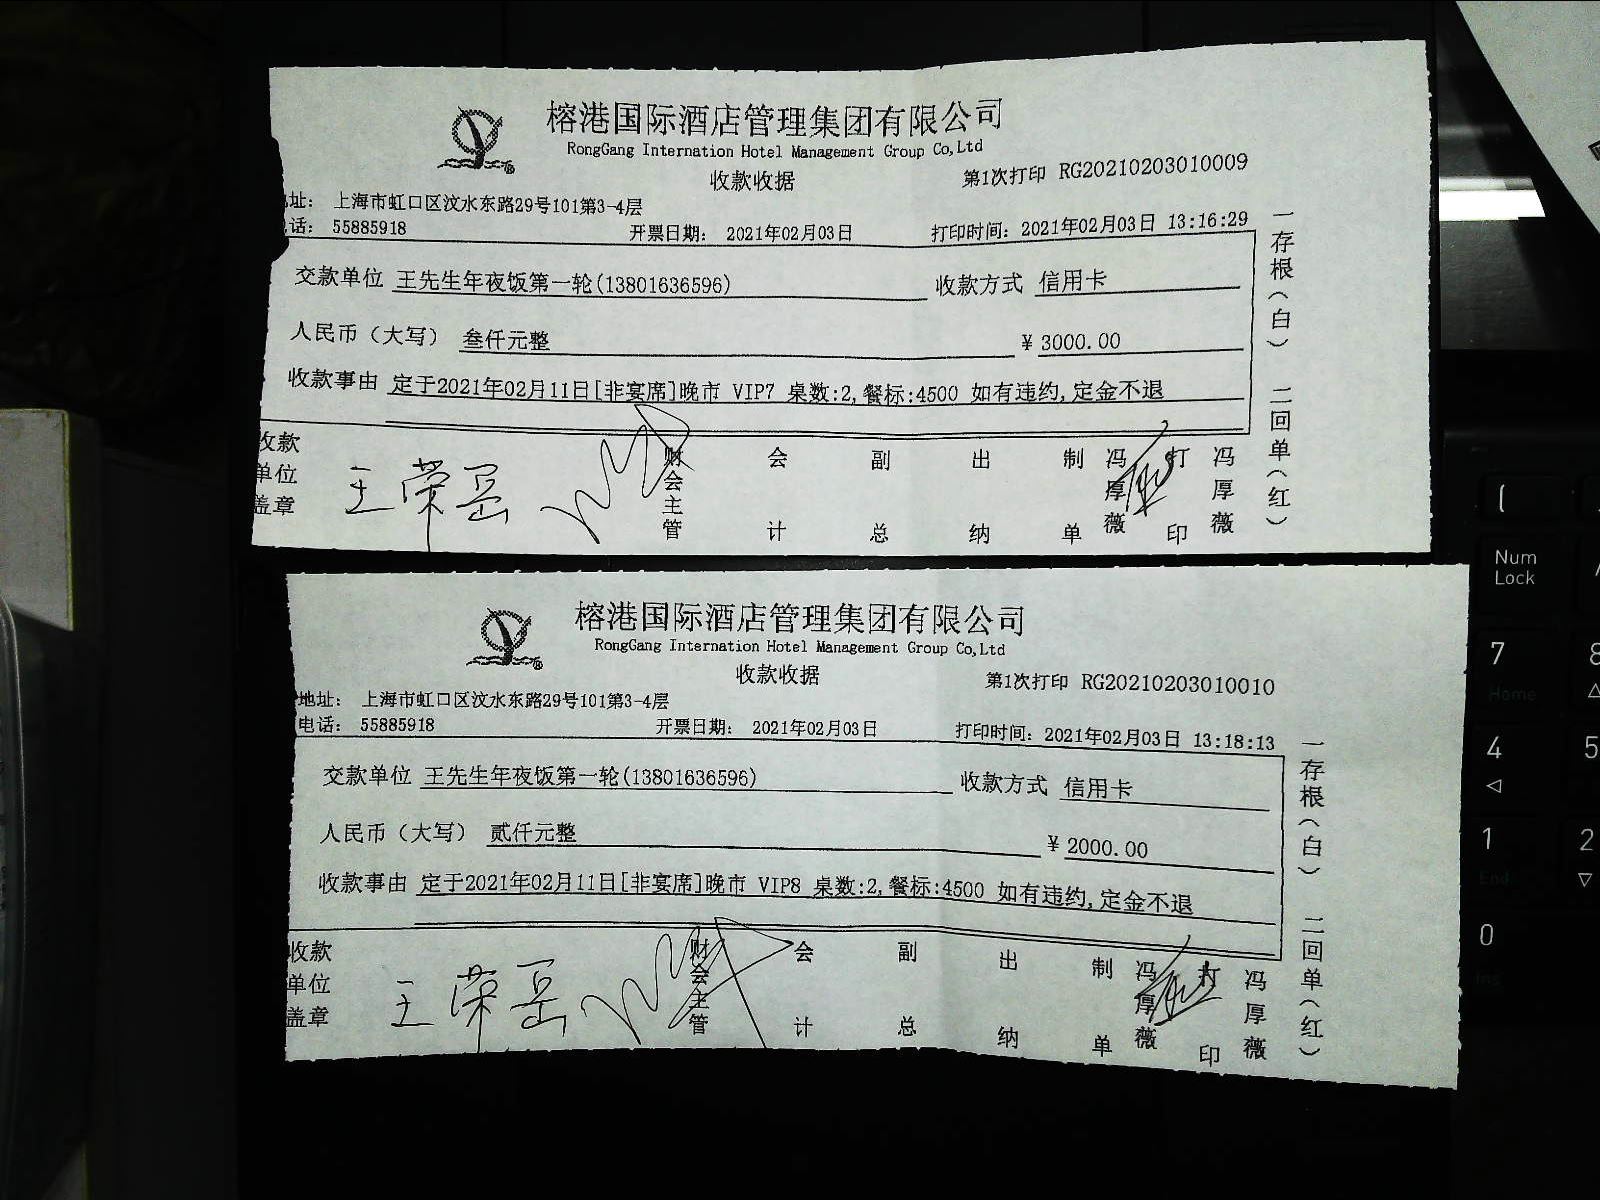 榕港国际酒店管理集团有限公司
RongGang Internation Hotel Management Group Co,Ltd
收款收据
第1次打印 RG20210203010009
址： 上海市虹口区汶水东路29号101第3-4层
话： 55885918 开票日期： 2021年02月03日 打印时间：2021年02月03日 13:16:29
交款单位 王先生年夜饭第一轮(13801636596) 收款方式 信用卡
人民币（大写） 叁仟元整 ¥ 3000.00
收款事由 定于2021年02月11日[非宴席]晚市 VIP7 桌数:2,餐标:4500 如有违约,定金不退
收款单位盖章 王荣岳 财会主管 会计 副总 出纳 制单 冯厚薇 打印 冯厚薇
一存根（白） 二回单（红）
榕港国际酒店管理集团有限公司
RongGang Internation Hotel Management Group Co,Ltd
收款收据
第1次打印 RG20210203010010
地址： 上海市虹口区汶水东路29号101第3-4层
电话： 55885918 开票日期： 2021年02月03日 打印时间：2021年02月03日 13:18:13
交款单位 王先生年夜饭第一轮(13801636596) 收款方式 信用卡
人民币（大写） 贰仟元整 ¥ 2000.00
收款事由 定于2021年02月11日[非宴席]晚市 VIP8 桌数:2,餐标:4500 如有违约,定金不退
收款单位盖章 王荣岳 财会主管 会计 副总 出纳 制单 冯厚薇 打印 冯厚薇
一存根（白） 二回单（红）
(
Num
Lock
7 8
Home
4 5
1 2
End
0
Ins